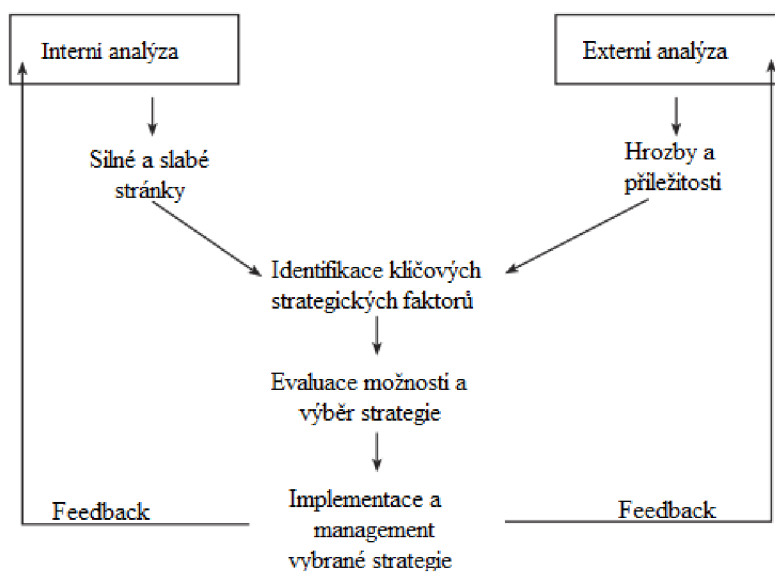 Interní analýza
Externí analýza
Silné a slabé
stránky
Hrozby a
příležitosti
Identifikace klíčových
strategických faktorů
Evaluace možností a
výběr strategie
Implementace a
management
vybrané strategie
Feedback
Feedback